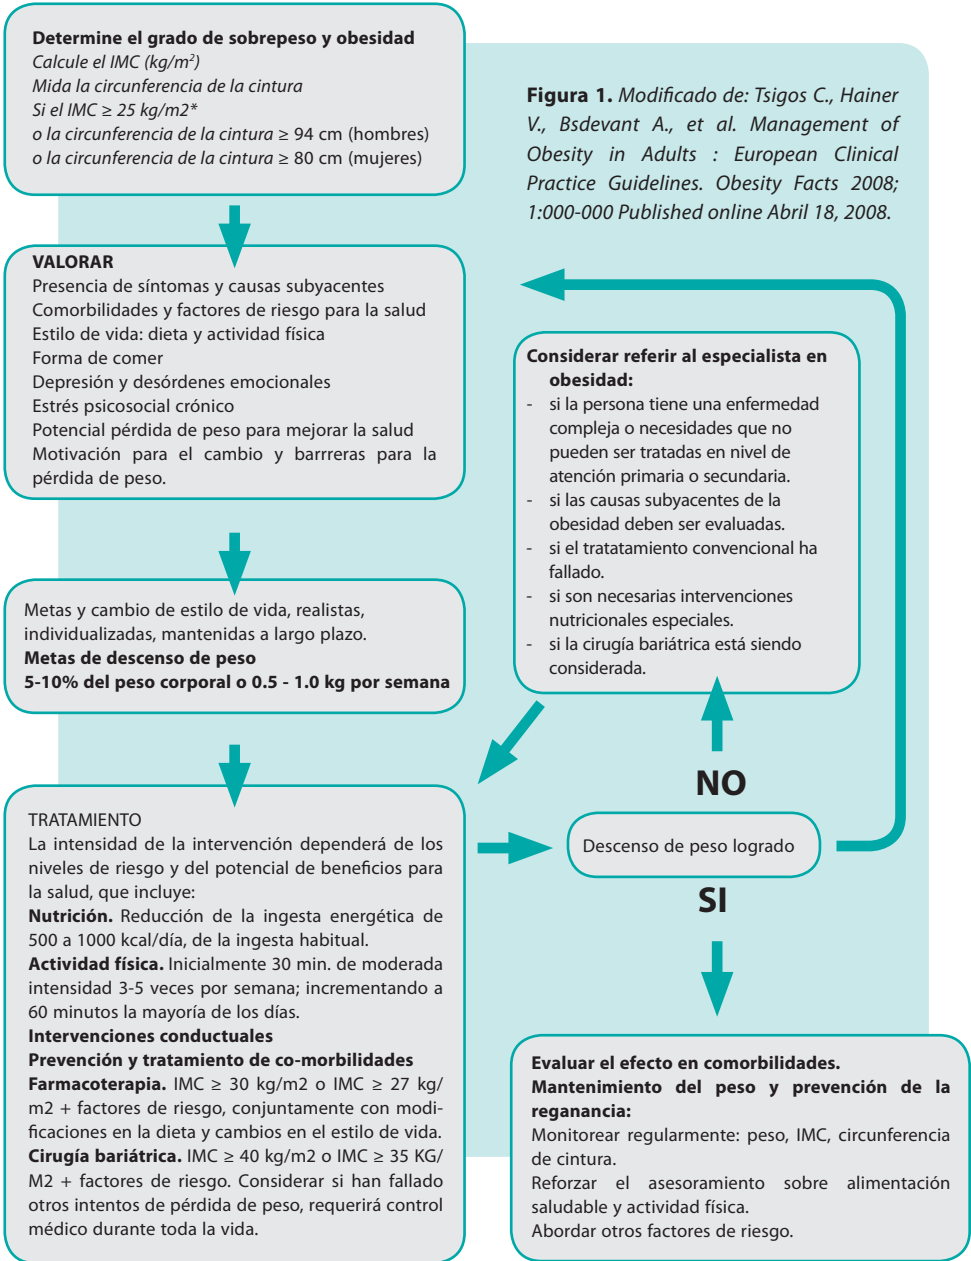 Determine el grado de sobrepeso y obesidad
Calcule el IMC (kg/m²)
Mida la circunferencia de la cintura
Si el IMC ≥ 25 kg/m2*
o la circunferencia de la cintura ≥ 94 cm (hombres)
o la circunferencia de la cintura ≥ 80 cm (mujeres)
Figura 1. Modificado de: Tsigos C., Hainer
V., Bsdevant A., et al. Management of
Obesity in Adults : European Clinical
Practice Guidelines. Obesity Facts 2008;
1:000-000 Published online Abril 18, 2008.
VALORAR
Presencia de síntomas y causas subyacentes
Comorbilidades y factores de riesgo para la salud
Estilo de vida: dieta y actividad física
Forma de comer
Depresión y desórdenes emocionales
Estrés psicosocial crónico
Potencial pérdida de peso para mejorar la salud
Motivación para el cambio y barrreras para la
pérdida de peso.
Considerar referir al especialista en
obesidad:
- si la persona tiene una enfermedad
compleja o necesidades que no
pueden ser tratadas en nivel de
atención primaria o secundaria.
- si las causas subyacentes de la
obesidad deben ser evaluadas.
- si el tratatamiento convencional ha
fallado.
- si son necesarias intervenciones
nutricionales especiales.
- si la cirugía bariátrica está siendo
considerada.
Metas y cambio de estilo de vida, realistas,
individualizadas, mantenidas a largo plazo.
Metas de descenso de peso
5-10% del peso corporal o 0.5 - 1.0 kg por semana
TRATAMIENTO
La intensidad de la intervención dependerá de los
niveles de riesgo y del potencial de beneficios para
la salud, que incluye:
Nutrición. Reducción de la ingesta energética de
500 a 1000 kcal/día, de la ingesta habitual.
Actividad física. Inicialmente 30 min. de moderada
intensidad 3-5 veces por semana; incrementando a
60 minutos la mayoría de los días.
Intervenciones conductuales
Prevención y tratamiento de co-morbilidades
Farmacoterapia. IMC ≥ 30 kg/m2 o IMC ≥ 27 kg/
m2 + factores de riesgo, conjuntamente con modi-
ficaciones en la dieta y cambios en el estilo de vida.
Cirugía bariátrica. IMC ≥ 40 kg/m2 o IMC ≥ 35 KG/
M2 + factores de riesgo. Considerar si han fallado
otros intentos de pérdida de peso, requerirá control
médico durante toda la vida.
NO
Descenso de peso logrado
SI
Evaluar el efecto en comorbilidades.
Mantenimiento del peso y prevención de la
reganancia:
Monitorear regularmente: peso, IMC, circunferencia
de cintura.
Reforzar el asesoramiento sobre alimentación
saludable y actividad física.
Abordar otros factores de riesgo.